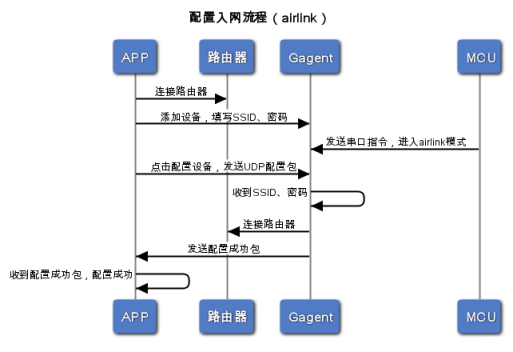 配置入网流程（airlink）
APP
路由器
Gagent
MCU
连接路由器
添加设备，填写SSID、密码
发送串口指令，进入airlink模式
点击配置设备，发送UDP配置包
收到SSID、密码
连接路由器
发送配置成功包
收到配置成功包，配置成功
APP
路由器
Gagent
MCU